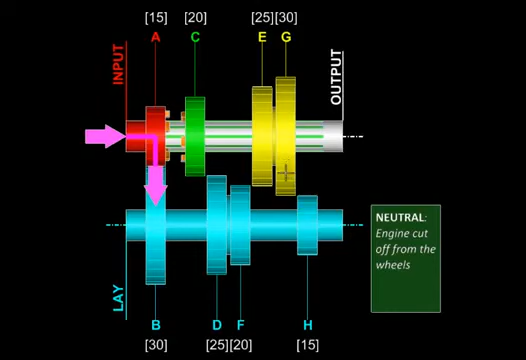 [15] [20] [25] [30]
A C E G
INPUT
OUTPUT
NEUTRAL:
Engine cut
off from the
wheels
LAY
B D F H
[30] [25] [20] [15]